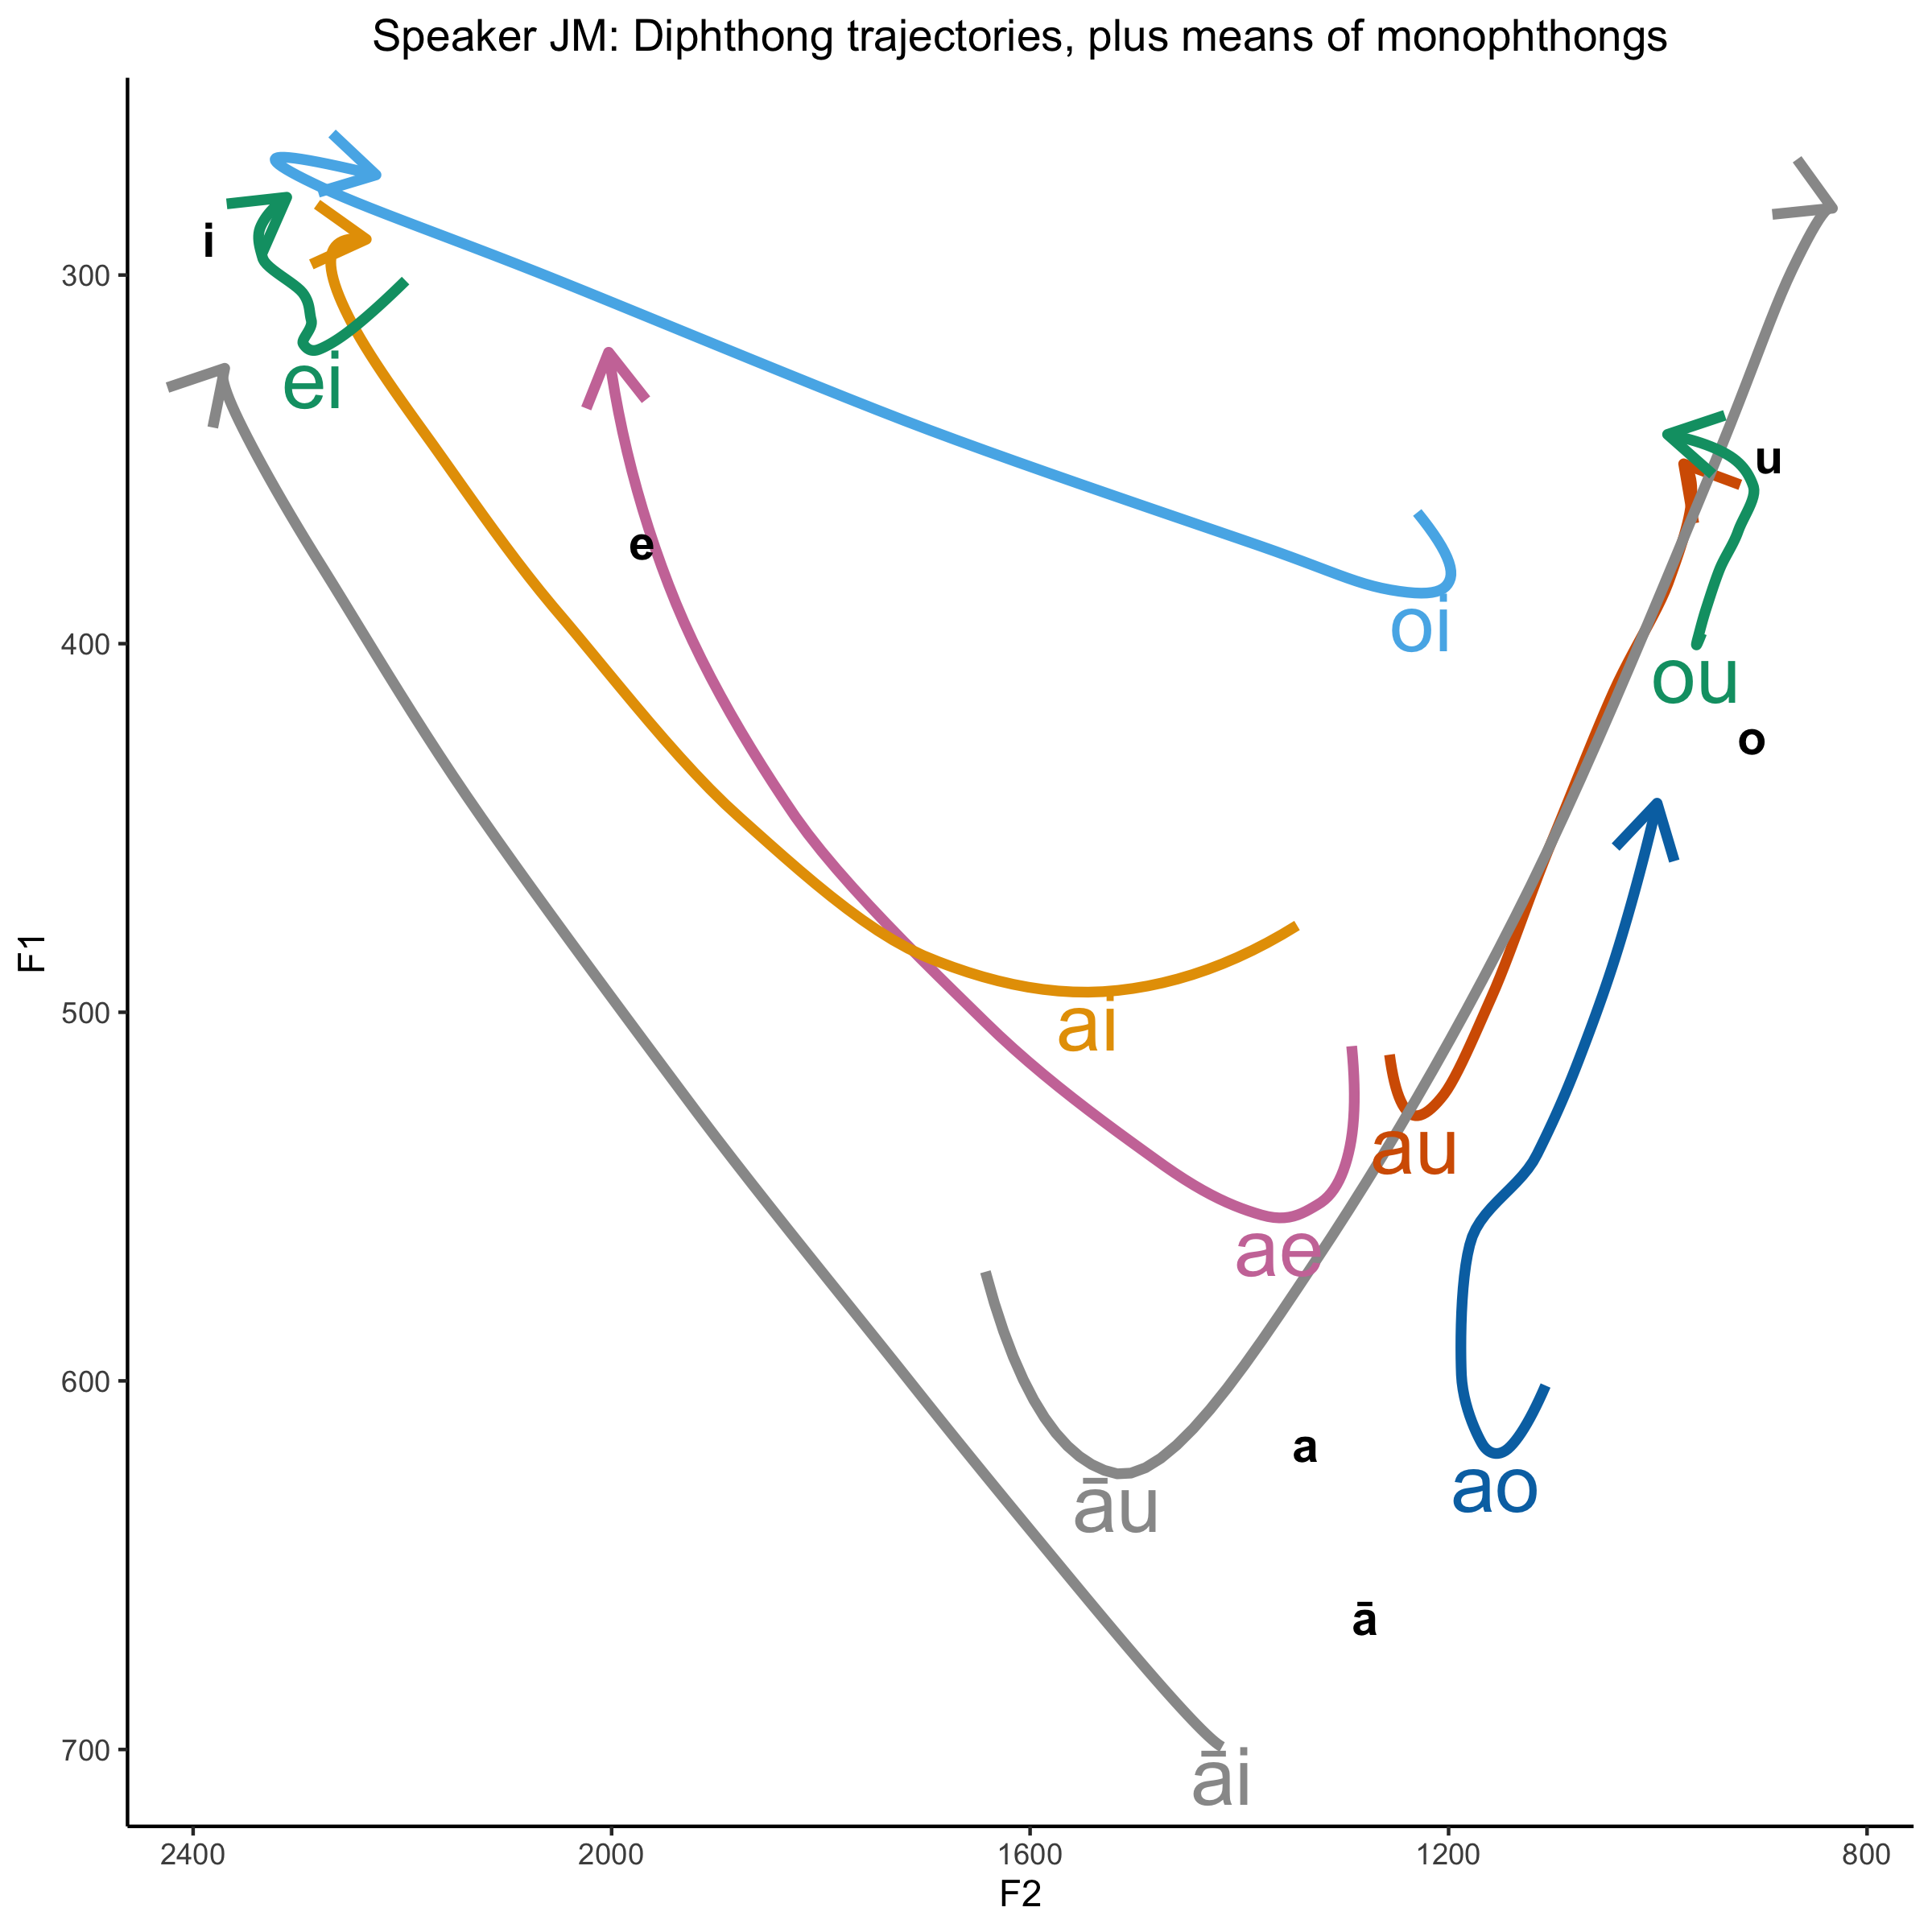 Speaker JM: Diphthong trajectories, plus means of monophthongs
i
300
ei
u
e
oi
400
ou
o
F1
500
ai
au
ae
600
a
āu
ao
ā
700
āi
2400 2000 1600 1200 800
F2